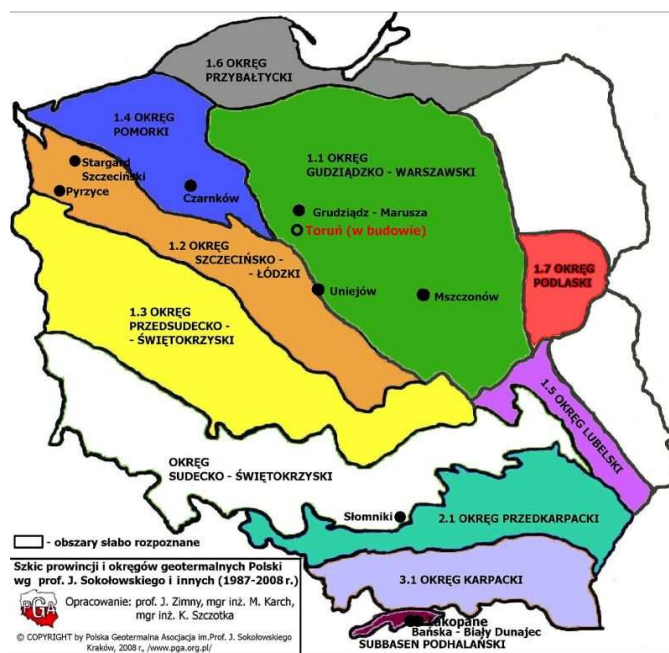 1.6 OKRĘG
PRZYBAŁTYCKI
1.4 OKRĘG
POMORKI
1.1 OKRĘG
GUDZIĄDZKO - WARSZAWSKI
Stargard
Szczeciński
Pyrzyce
Czarnków
Grudziądz - Marusza
Toruń (w budowie)
1.2 OKRĘG
SZCZECIŃSKO -
- ŁÓDZKI
1.7 OKRĘG
PODLASKI
Uniejów
Mszczonów
1.3 OKRĘG
PRZEDSUDECKO -
- ŚWIĘTOKRZYSKI
1.5 OKRĘG LUBELSKI
OKRĘG
SUDECKO - ŚWIĘTOKRZYSKI
Słomniki
2.1 OKRĘG PRZEDKARPACKI
- obszary słabo rozpoznane
3.1 OKRĘG KARPACKI
Zakopane
Bańska - Biały Dunajec
SUBBASEN PODHALAŃSKI
Szkic prowincji i okręgów geotermalnych Polski
wg prof. J. Sokołowskiego i innych (1987-2008 r.)
PGA
Opracowanie: prof. J. Zimny, mgr inż. M. Karch,
mgr inż. K. Szczotka
© COPYRIGHT by Polska Geotermalna Asocjacja im.Prof. J. Sokołowskiego
Kraków, 2008 r., /www.pga.org.pl/